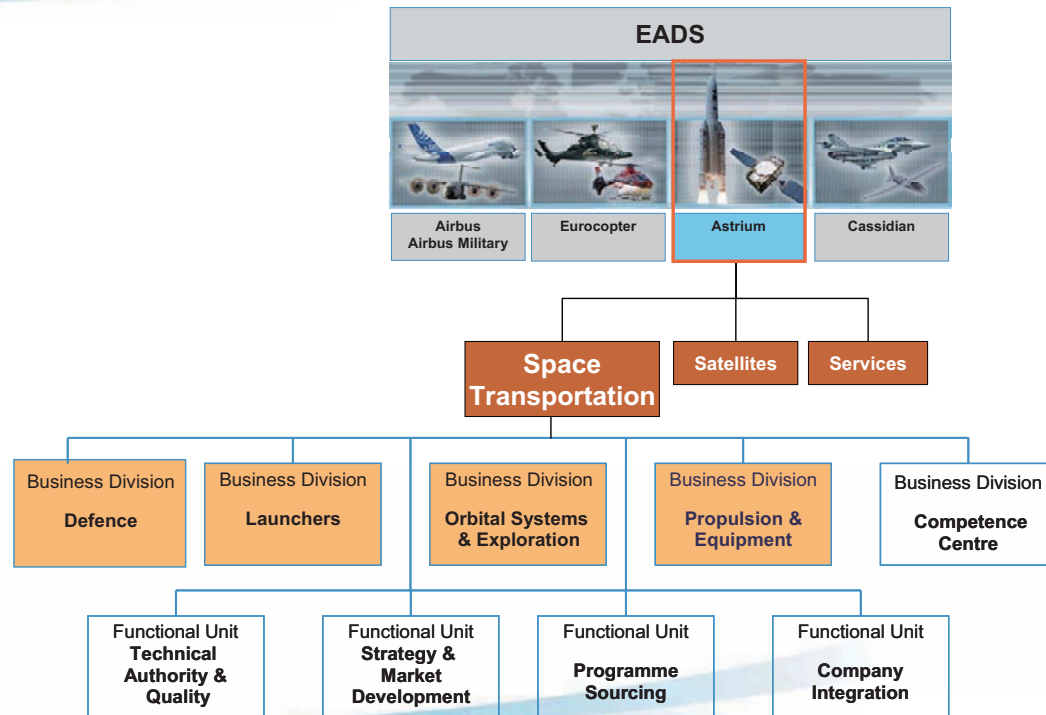 EADS
Airbus
Airbus Military
Eurocopter
Astrium
Cassidian
Space
Transportation
Satellites
Services
Business Division
Defence
Business Division
Launchers
Business Division
Orbital Systems
& Exploration
Business Division
Propulsion &
Equipment
Business Division
Competence
Centre
Functional Unit
Technical
Authority &
Quality
Functional Unit
Strategy &
Market
Development
Functional Unit
Programme
Sourcing
Functional Unit
Company
Integration